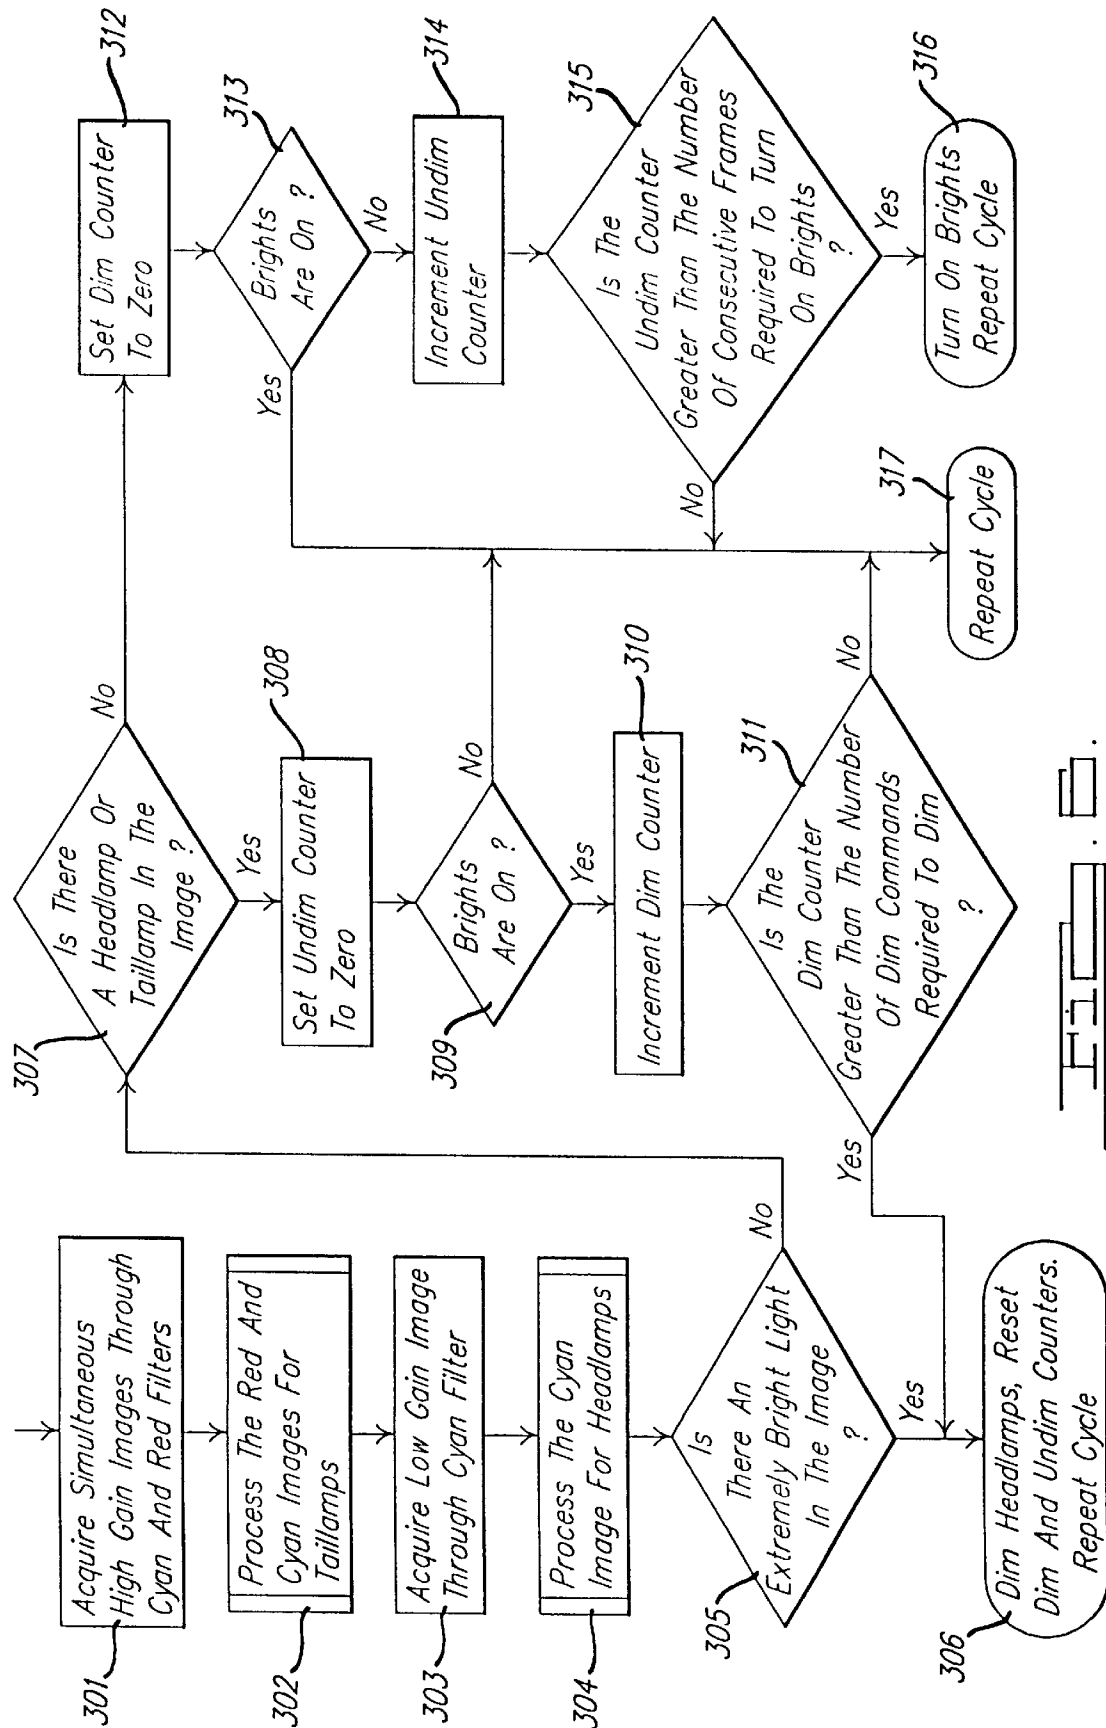 301
Acquire Simultaneous
High Gain Images Through
Cyan And Red Filters
302
Process The Red And
Cyan Images For
Taillamps
303
Acquire Low Gain Image
Through Cyan Filter
304
Process The Cyan
Image For Headlamps
305
Is
There An
Extremely Bright Light
In The Image
?
No
Yes
306
Dim Headlamps, Reset
Dim And Undim Counters.
Repeat Cycle
307
Is There
A Headlamp Or
Taillamp In The
Image ?
No
Yes
308
Set Undim Counter
To Zero
309
Brights
Are On ?
No
Yes
310
Increment Dim Counter
311
Is The
Dim Counter
Greater Than The Number
Of Dim Commands
Required To Dim
?
Yes
No
312
Set Dim Counter
To Zero
313
Brights
Are On ?
Yes
No
314
Increment Undim
Counter
315
Is The
Undim Counter
Greater Than The Number
Of Consecutive Frames
Required To Turn
On Brights
?
No
Yes
316
Turn On Brights
Repeat Cycle
317
Repeat Cycle